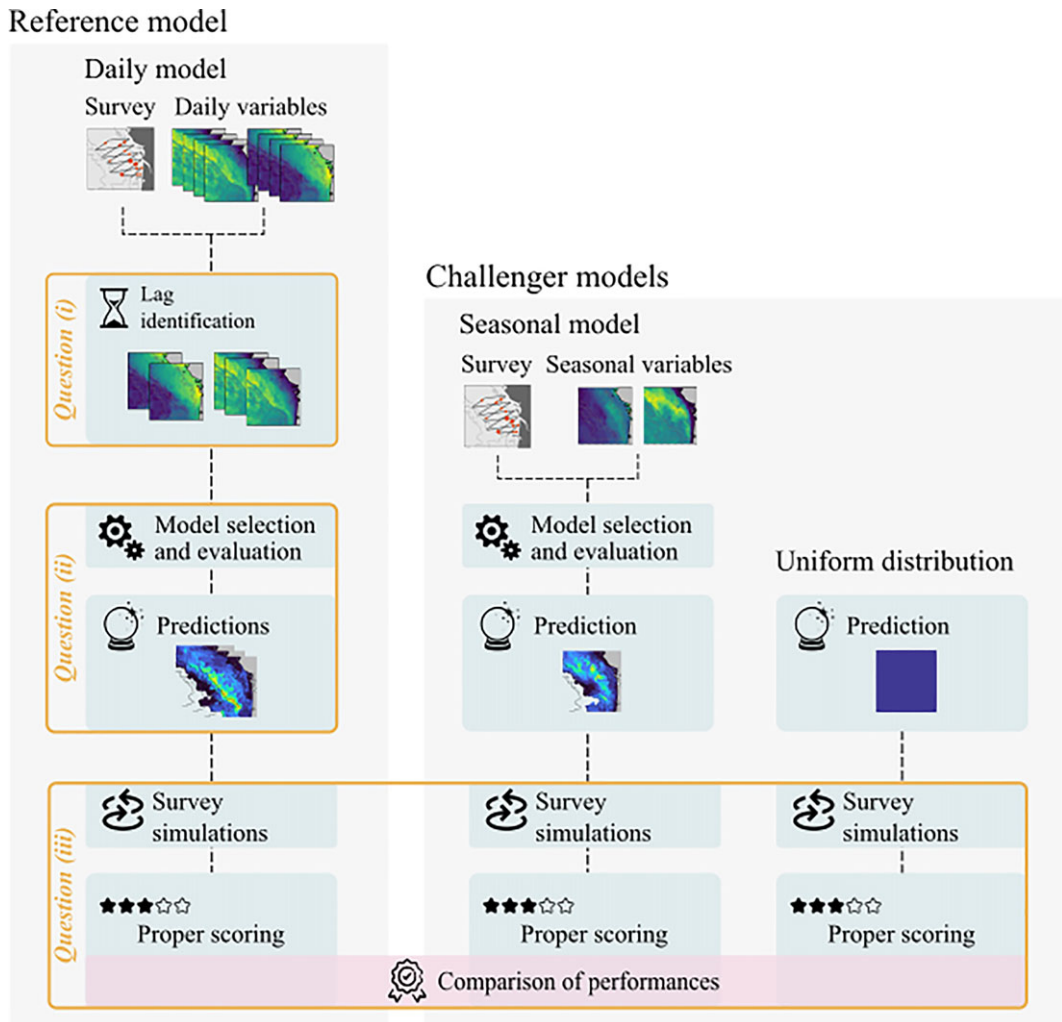 Reference model
Daily model
Survey Daily variables
Question (i)
Lag
identification
Question (ii)
Model selection
and evaluation
Predictions
Challenger models
Seasonal model
Survey Seasonal variables
Model selection
and evaluation
Prediction
Uniform distribution
Prediction
Question (iii)
Survey
simulations
Survey
simulations
Survey
simulations
Proper scoring
Proper scoring
Proper scoring
Comparison of performances